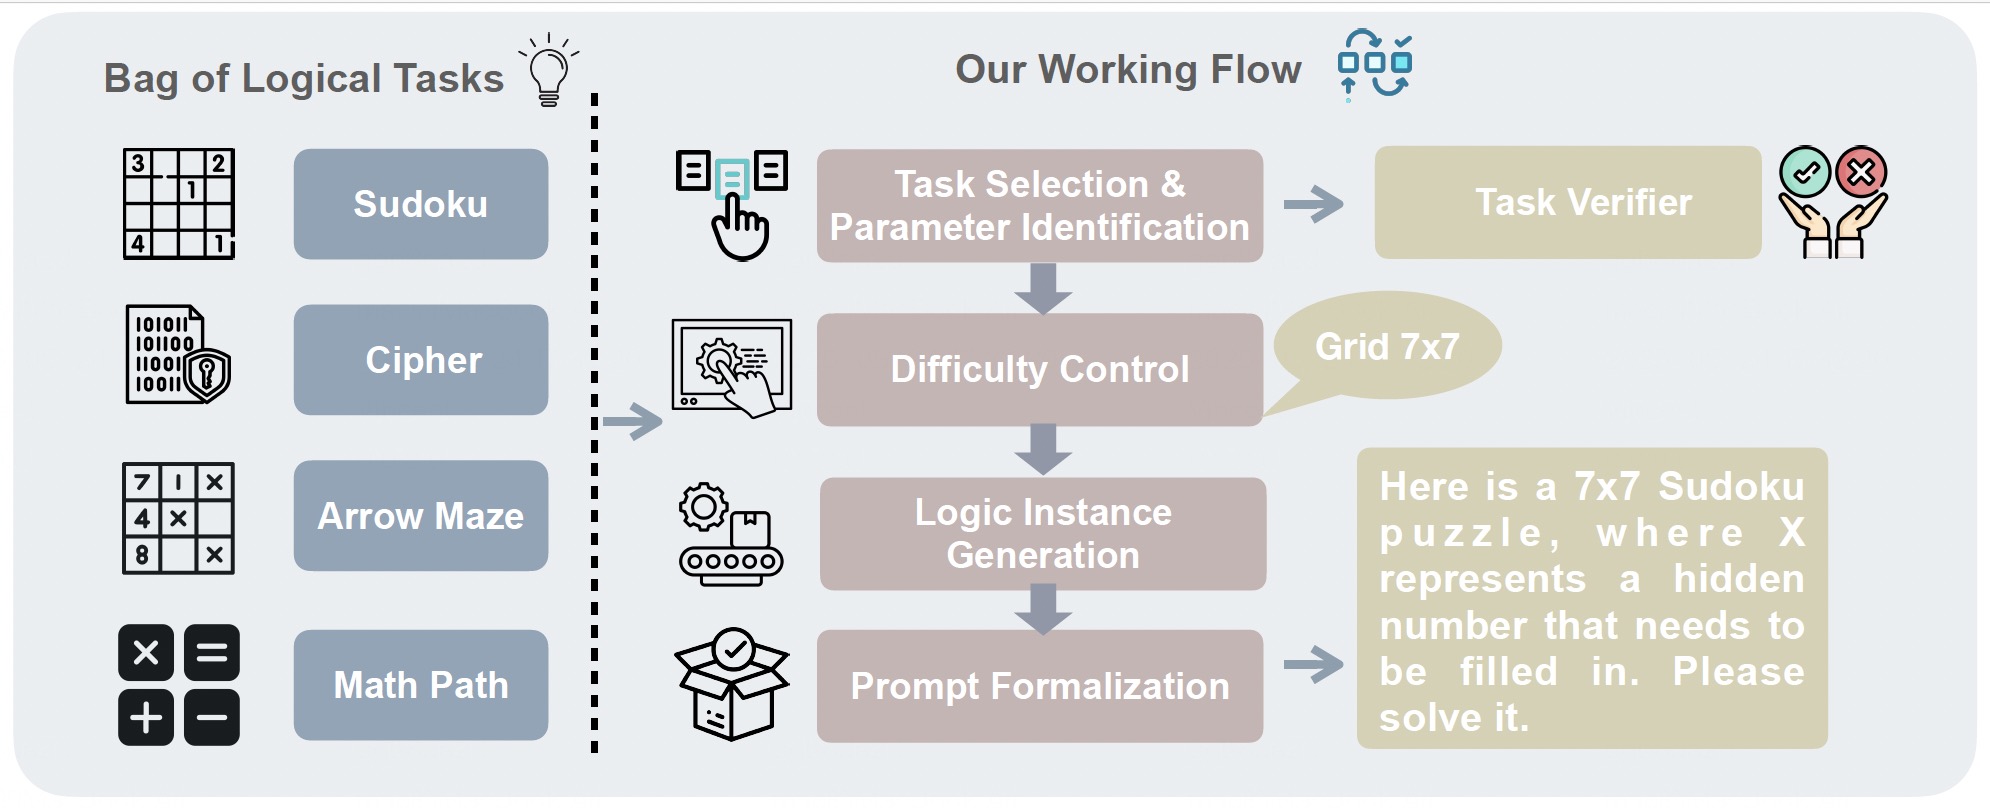 Bag of Logical Tasks
Our Working Flow
3 2
1
4 1
Sudoku
101011
101100
11001
10011
Cipher
7 1 X
4 X
8 X
Arrow Maze
× =
+ −
Math Path
Task Selection &
Parameter Identification
Task Verifier
Difficulty Control
Grid 7x7
Logic Instance
Generation
Prompt Formalization
Here is a 7x7 Sudoku
puzzle, where X
represents a hidden
number that needs to
be filled in. Please
solve it.